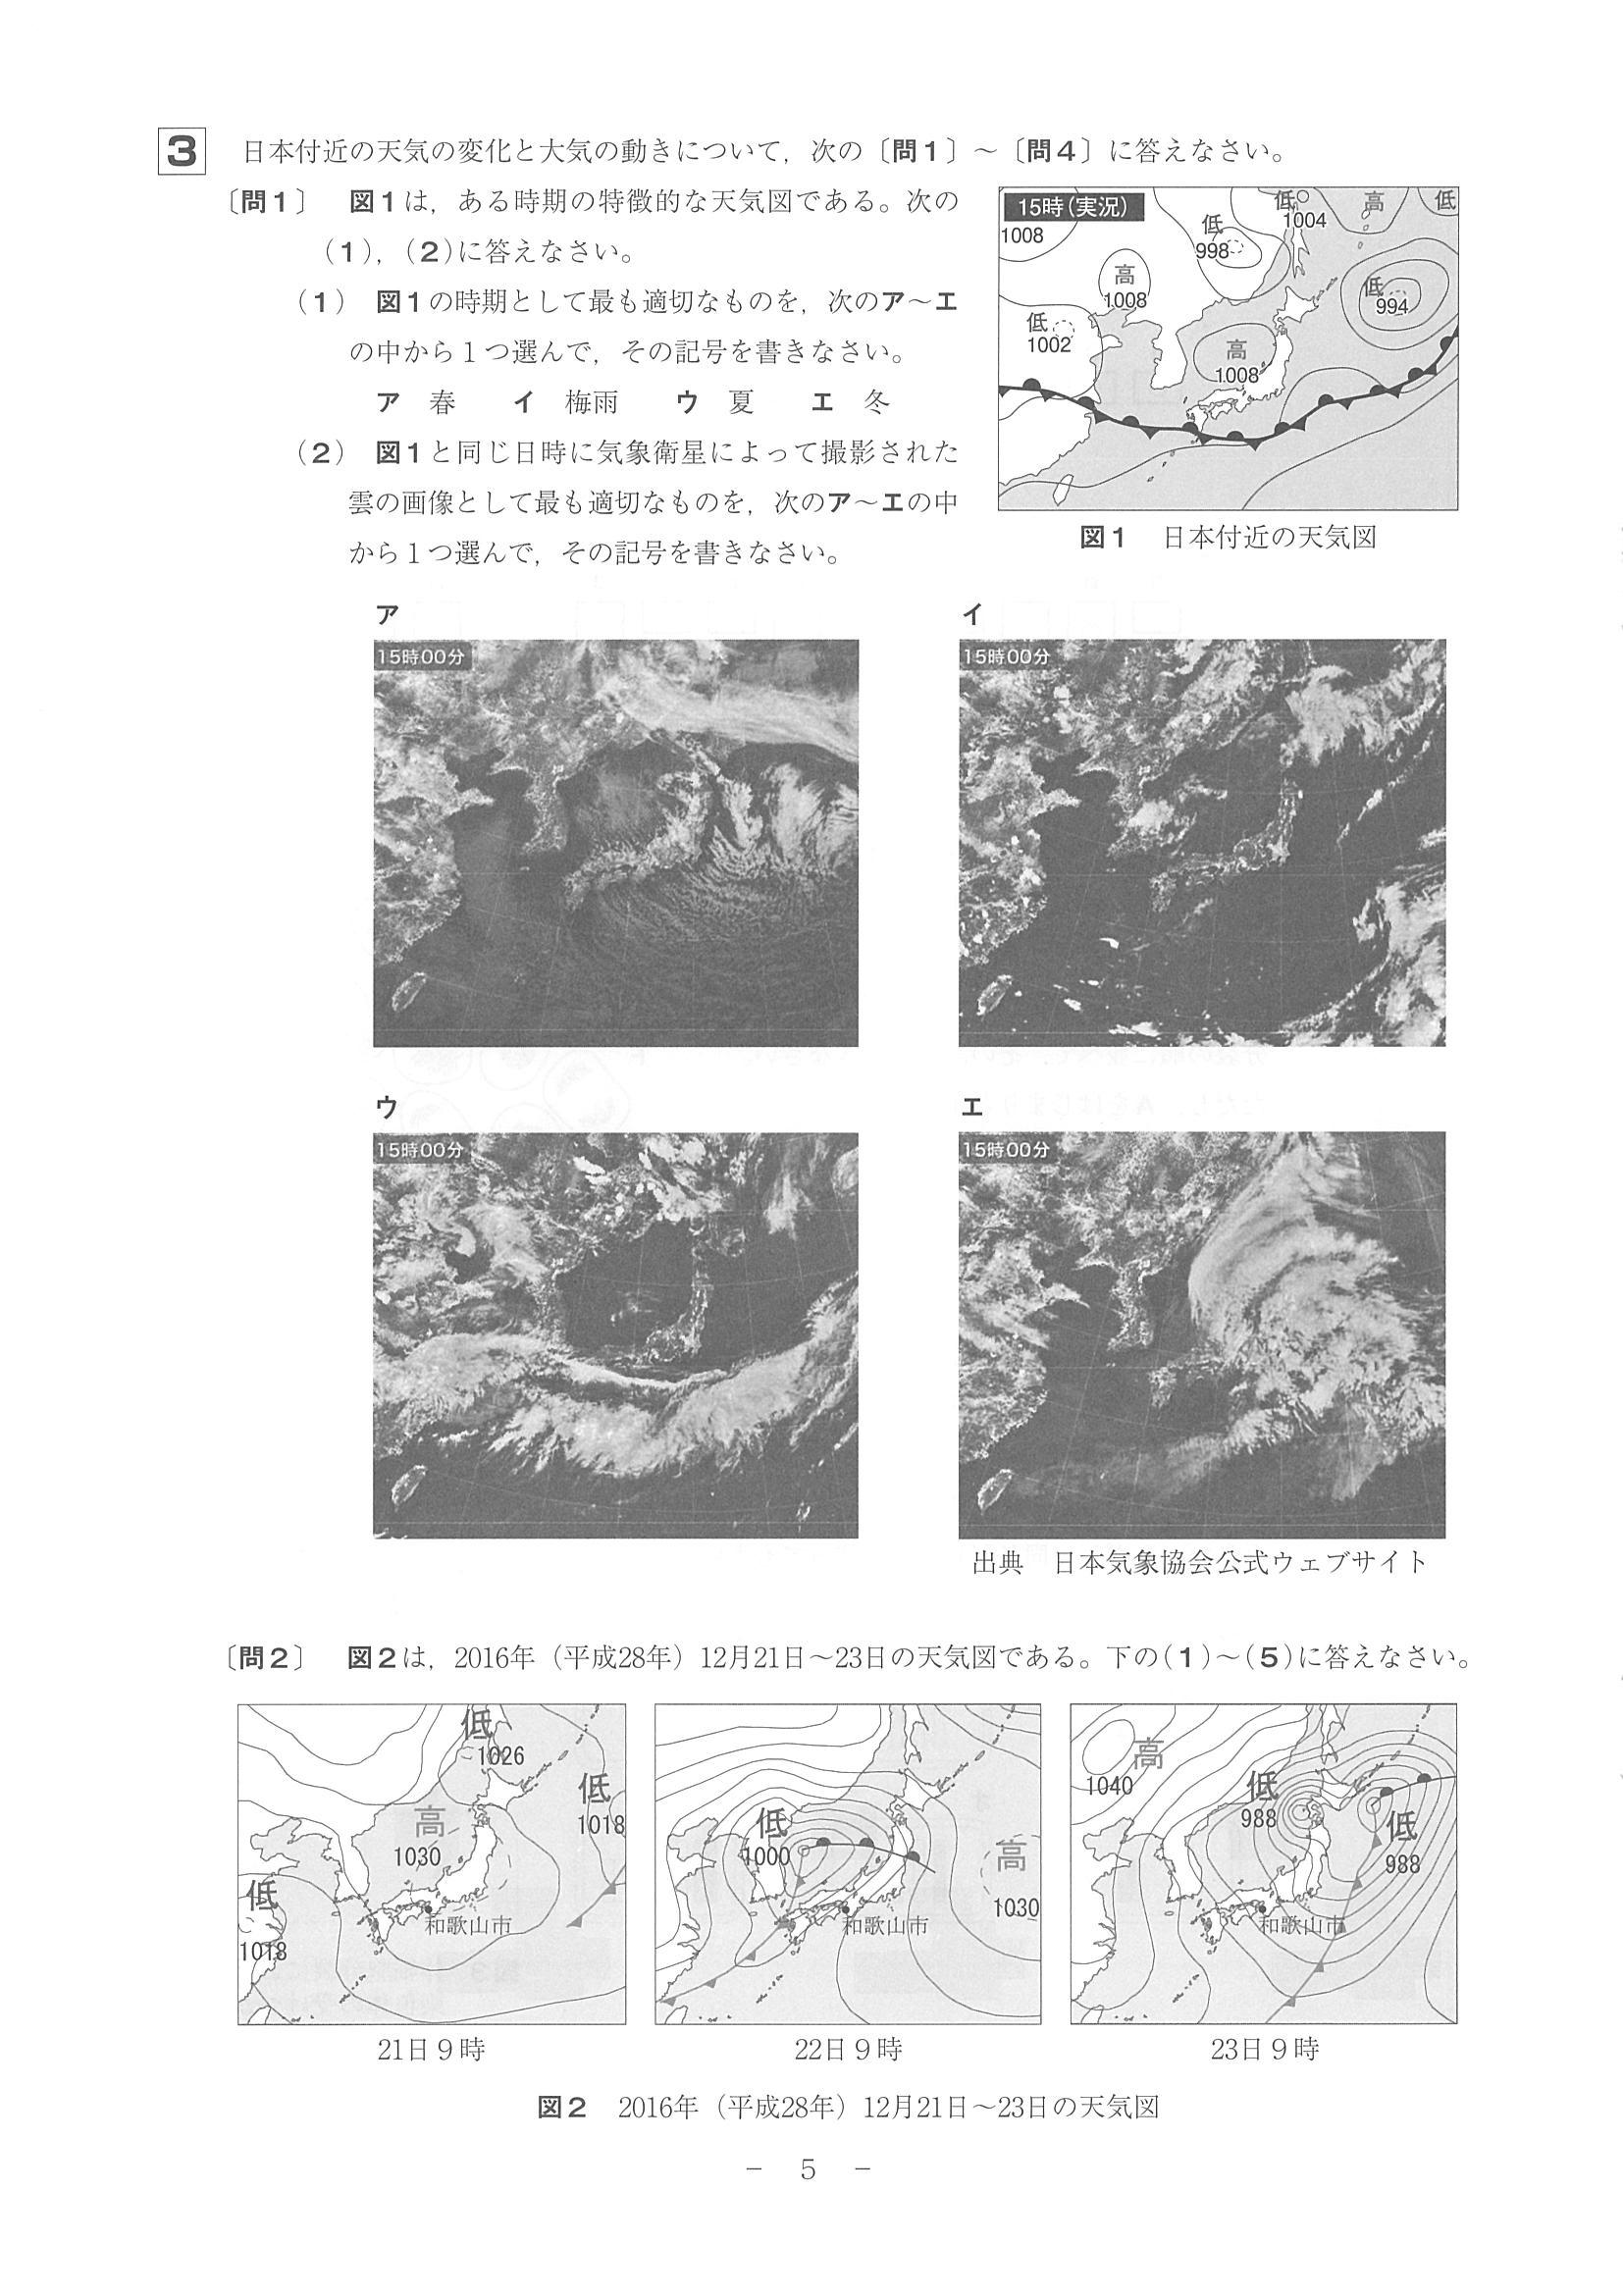 3 日本付近の天気の変化と大気の動きについて，次の〔問1〕～〔問4〕に答えなさい。
〔問1〕 図1は，ある時期の特徴的な天気図である。次の
(1)，(2)に答えなさい。
(1) 図1の時期として最も適切なものを，次のア～エ
の中から1つ選んで，その記号を書きなさい。
ア 春 イ 梅雨 ウ 夏 エ 冬
(2) 図1と同じ日時に気象衛星によって撮影された
雲の画像として最も適切なものを，次のア～エの中
から1つ選んで，その記号を書きなさい。
15時(実況)
1008
低
998
低
1004
高
低
高
1008
低
994
低
1002
高
1008
図1 日本付近の天気図
ア
15時00分
イ
15時00分
ウ
15時00分
エ
15時00分
出典 日本気象協会公式ウェブサイト
〔問2〕 図2は，2016年（平成28年）12月21日～23日の天気図である。下の(1)～(5)に答えなさい。
低
1026
低
1018
高
1030
低
1018
和歌山市
21日9時
低
1000
高
1030
和歌山市
22日9時
高
1040
低
988
低
988
和歌山市
23日9時
図2 2016年（平成28年）12月21日～23日の天気図
－ 5 －